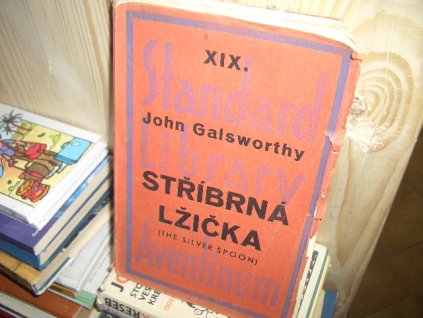 XIX.
Standard
John Galsworthy
Library
STŘÍBRNÁ
LŽIČKA
(THE SILVER SPOON)
Aventinum